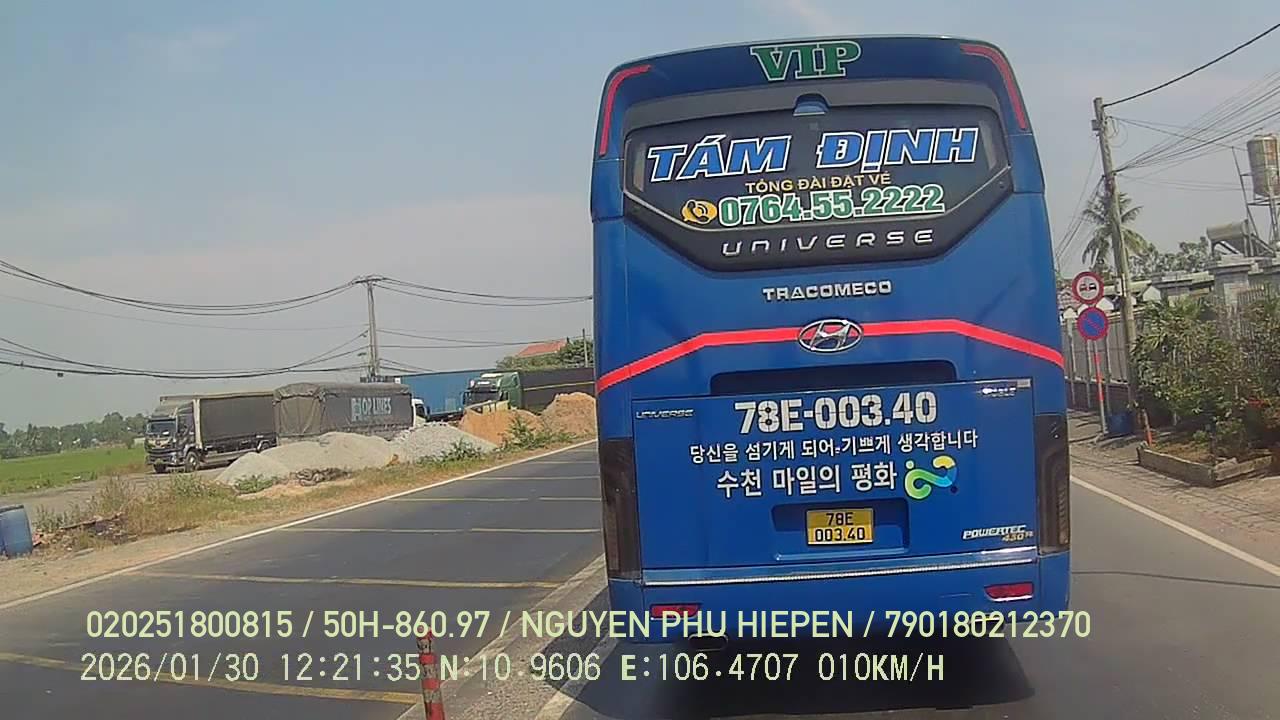 VIP
TÁM ĐỊNH
TỔNG ĐÀI ĐẶT VÉ
0764.55.2222
UNIVERSE
TRACOMECO
UNIVERSE
78E-003.40
당신을 섬기게 되어 기쁘게 생각합니다
수천 마일의 평화
78E
003.40
POWERTEC
430PS
020251800815 / 50H-860.97 / NGUYEN PHU HIEPEN / 790180212370
2026/01/30 12:21:35 N:10.9606 E:106.4707 010KM/H